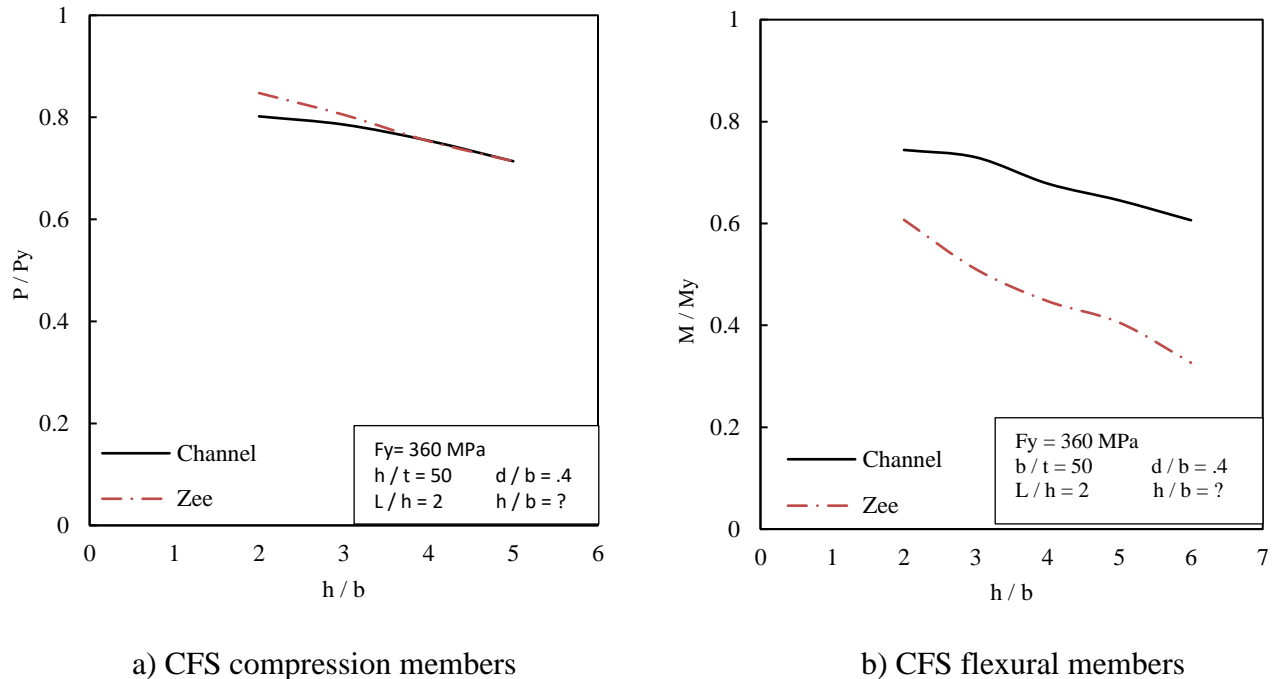 1
0.8
0.6
0.4
0.2
0
P / Py
Channel
Zee
Fy= 360 MPa
h / t = 50 d / b = .4
L / h = 2 h / b = ?
0 1 2 3 4 5 6
h / b
a) CFS compression members
1
0.8
0.6
0.4
0.2
0
M / My
Channel
Zee
Fy = 360 MPa
b / t = 50 d / b = .4
L / h = 2 h / b = ?
0 1 2 3 4 5 6 7
h / b
b) CFS flexural members